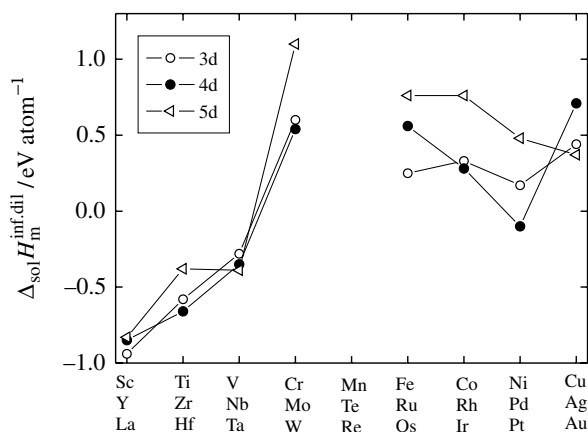 Δ_sol H_m^inf.dil / eV atom⁻¹
1.0
0.5
0.0
−0.5
−1.0
3d
4d
5d
Sc Ti V Cr Mn Fe Co Ni Cu
Y Zr Nb Mo Te Ru Rh Pd Ag
La Hf Ta W Re Os Ir Pt Au